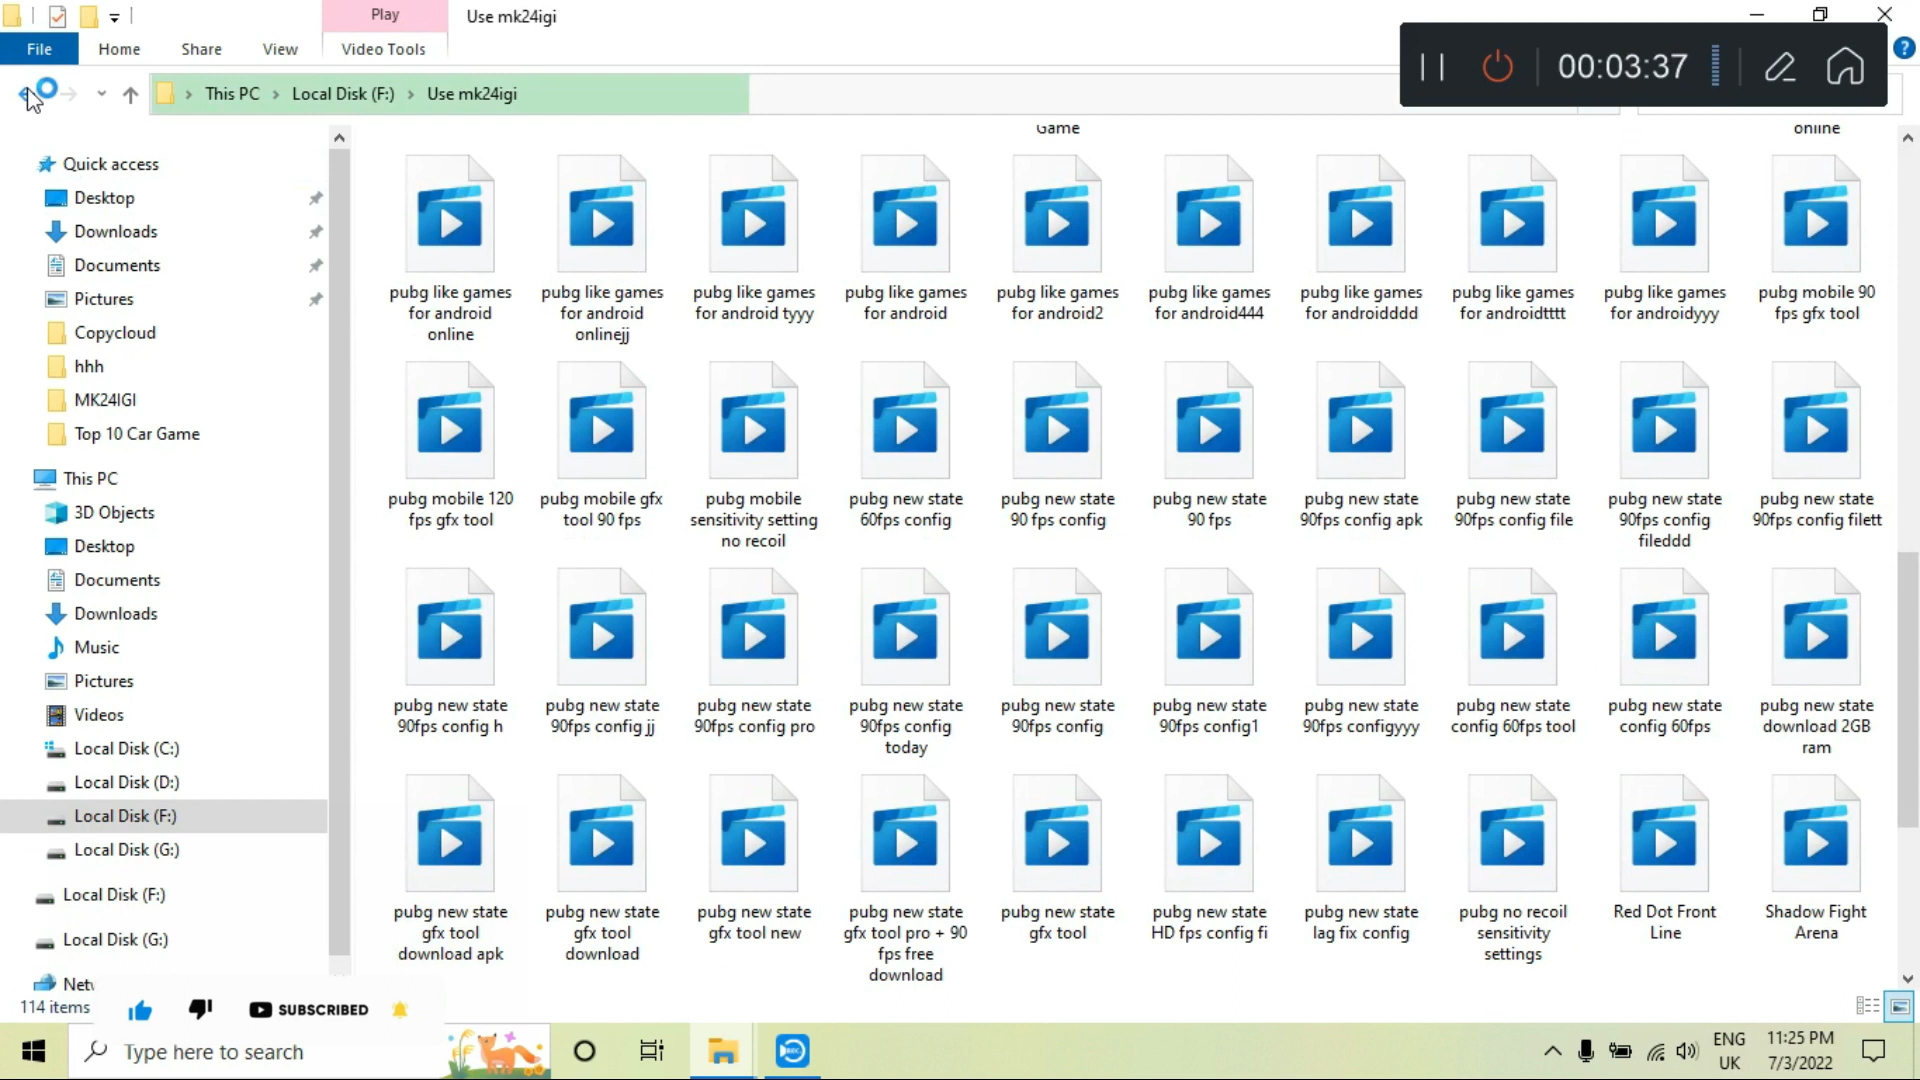 Play
Use mk24igi
File
Home
Share
View
Video Tools
00:03:37
This PC
Local Disk (F:)
Use mk24igi
Game
online
Quick access
Desktop
Downloads
Documents
Pictures
Copycloud
hhh
MK24IGI
Top 10 Car Game
This PC
3D Objects
Desktop
Documents
Downloads
Music
Pictures
Videos
Local Disk (C:)
Local Disk (D:)
Local Disk (F:)
Local Disk (G:)
Local Disk (F:)
Local Disk (G:)
pubg like games
for android
online
pubg like games
for android
onlinejj
pubg like games
for android tyyy
pubg like games
for android
pubg like games
for android2
pubg like games
for android444
pubg like games
for androidddd
pubg like games
for androidtttt
pubg like games
for androidyyy
pubg mobile 90
fps gfx tool
pubg mobile 120
fps gfx tool
pubg mobile gfx
tool 90 fps
pubg mobile
sensitivity setting
no recoil
pubg new state
60fps config
pubg new state
90 fps config
pubg new state
90 fps
pubg new state
90fps config apk
pubg new state
90fps config file
pubg new state
90fps config
fileddd
pubg new state
90fps config filett
pubg new state
90fps config h
pubg new state
90fps config jj
pubg new state
90fps config pro
pubg new state
90fps config
today
pubg new state
90fps config
pubg new state
90fps config1
pubg new state
90fps configyyy
pubg new state
config 60fps tool
pubg new state
config 60fps
pubg new state
download 2GB
ram
pubg new state
gfx tool
download apk
pubg new state
gfx tool
download
pubg new state
gfx tool new
pubg new state
gfx tool pro + 90
fps free
download
pubg new state
gfx tool
pubg new state
HD fps config fi
pubg new state
lag fix config
pubg no recoil
sensitivity
settings
Red Dot Front
Line
Shadow Fight
Arena
114 items
SUBSCRIBED
Type here to search
REC
ENG
UK
11:25 PM
7/3/2022